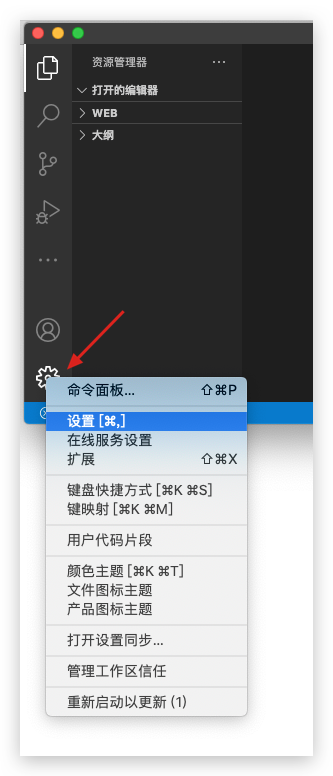 资源管理器
打开的编辑器
WEB
大纲
命令面板... ⇧⌘P
设置 [⌘,]
在线服务设置
扩展 ⇧⌘X
键盘快捷方式 [⌘K ⌘S]
键映射 [⌘K ⌘M]
用户代码片段
颜色主题 [⌘K ⌘T]
文件图标主题
产品图标主题
打开设置同步...
管理工作区信任
重新启动以更新 (1)